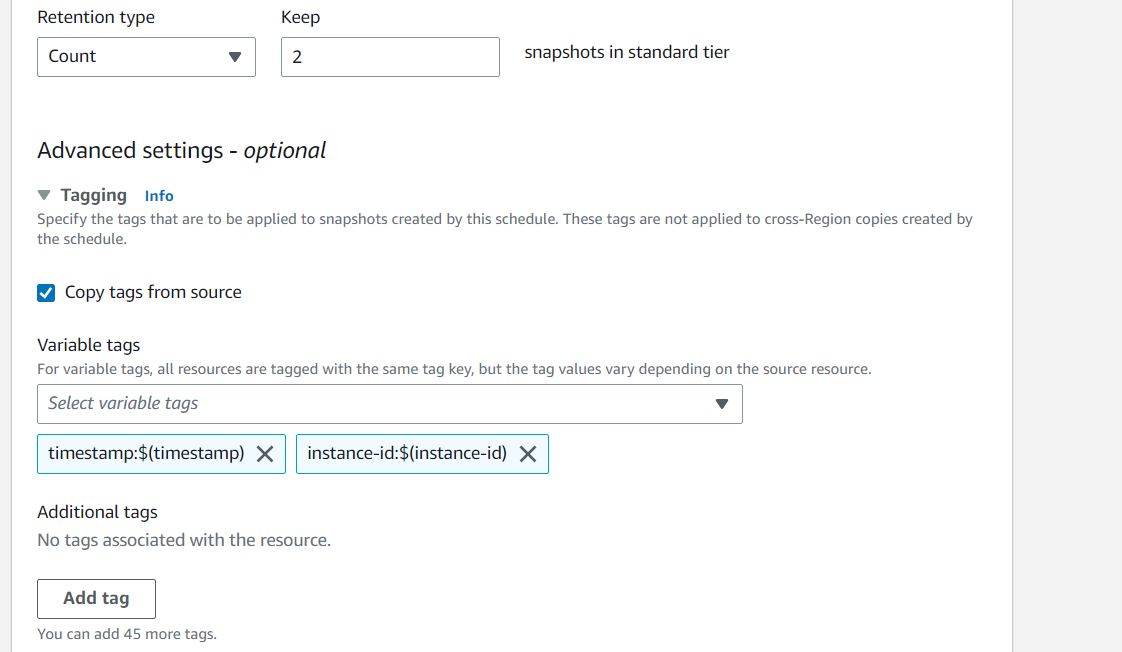 Retention type Keep
Count 2 snapshots in standard tier
Advanced settings - optional
Tagging Info
Specify the tags that are to be applied to snapshots created by this schedule. These tags are not applied to cross-Region copies created by
the schedule.
Copy tags from source
Variable tags
For variable tags, all resources are tagged with the same tag key, but the tag values vary depending on the source resource.
Select variable tags
timestamp:$(timestamp) instance-id:$(instance-id)
Additional tags
No tags associated with the resource.
Add tag
You can add 45 more tags.